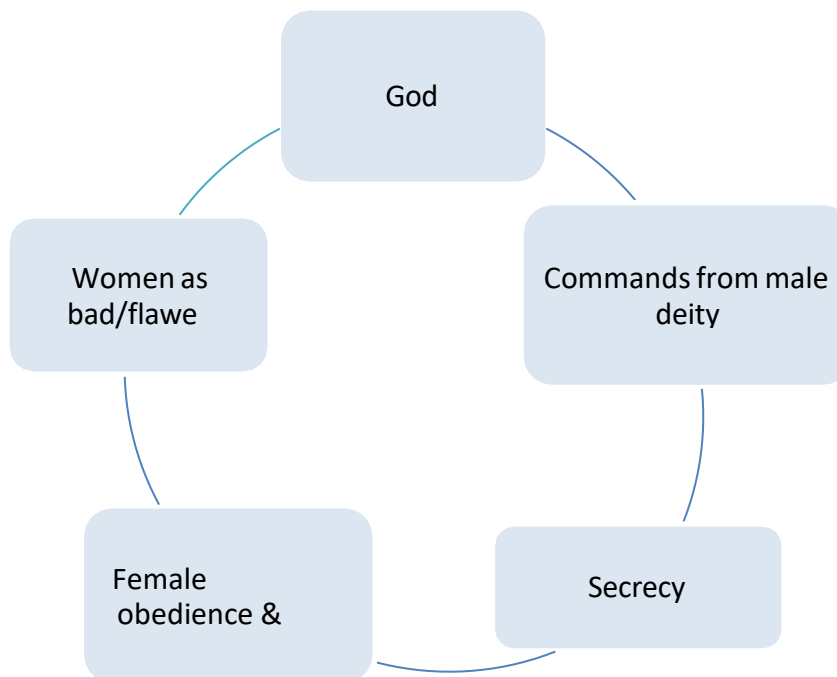 God
Commands from male
deity
Secrecy
Female
obedience &
Women as
bad/flawe